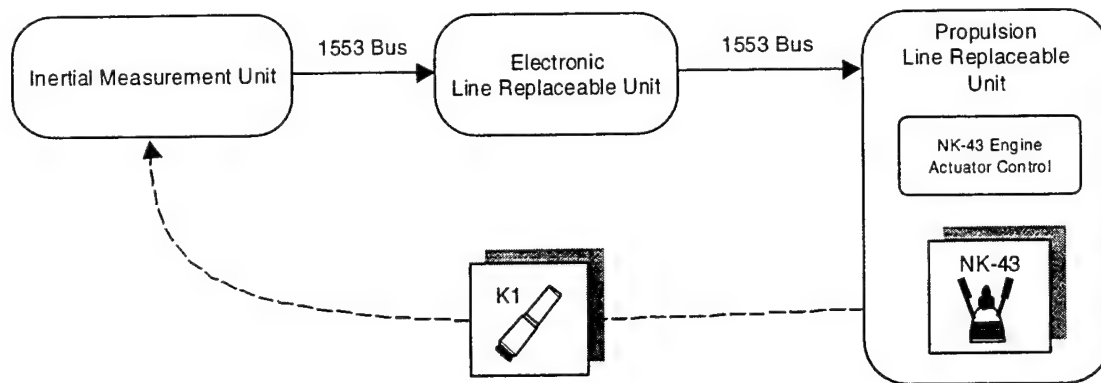 Inertial Measurement Unit
1553 Bus
Electronic
Line Replaceable Unit
1553 Bus
Propulsion
Line Replaceable
Unit
NK-43 Engine
Actuator Control
NK-43
K1